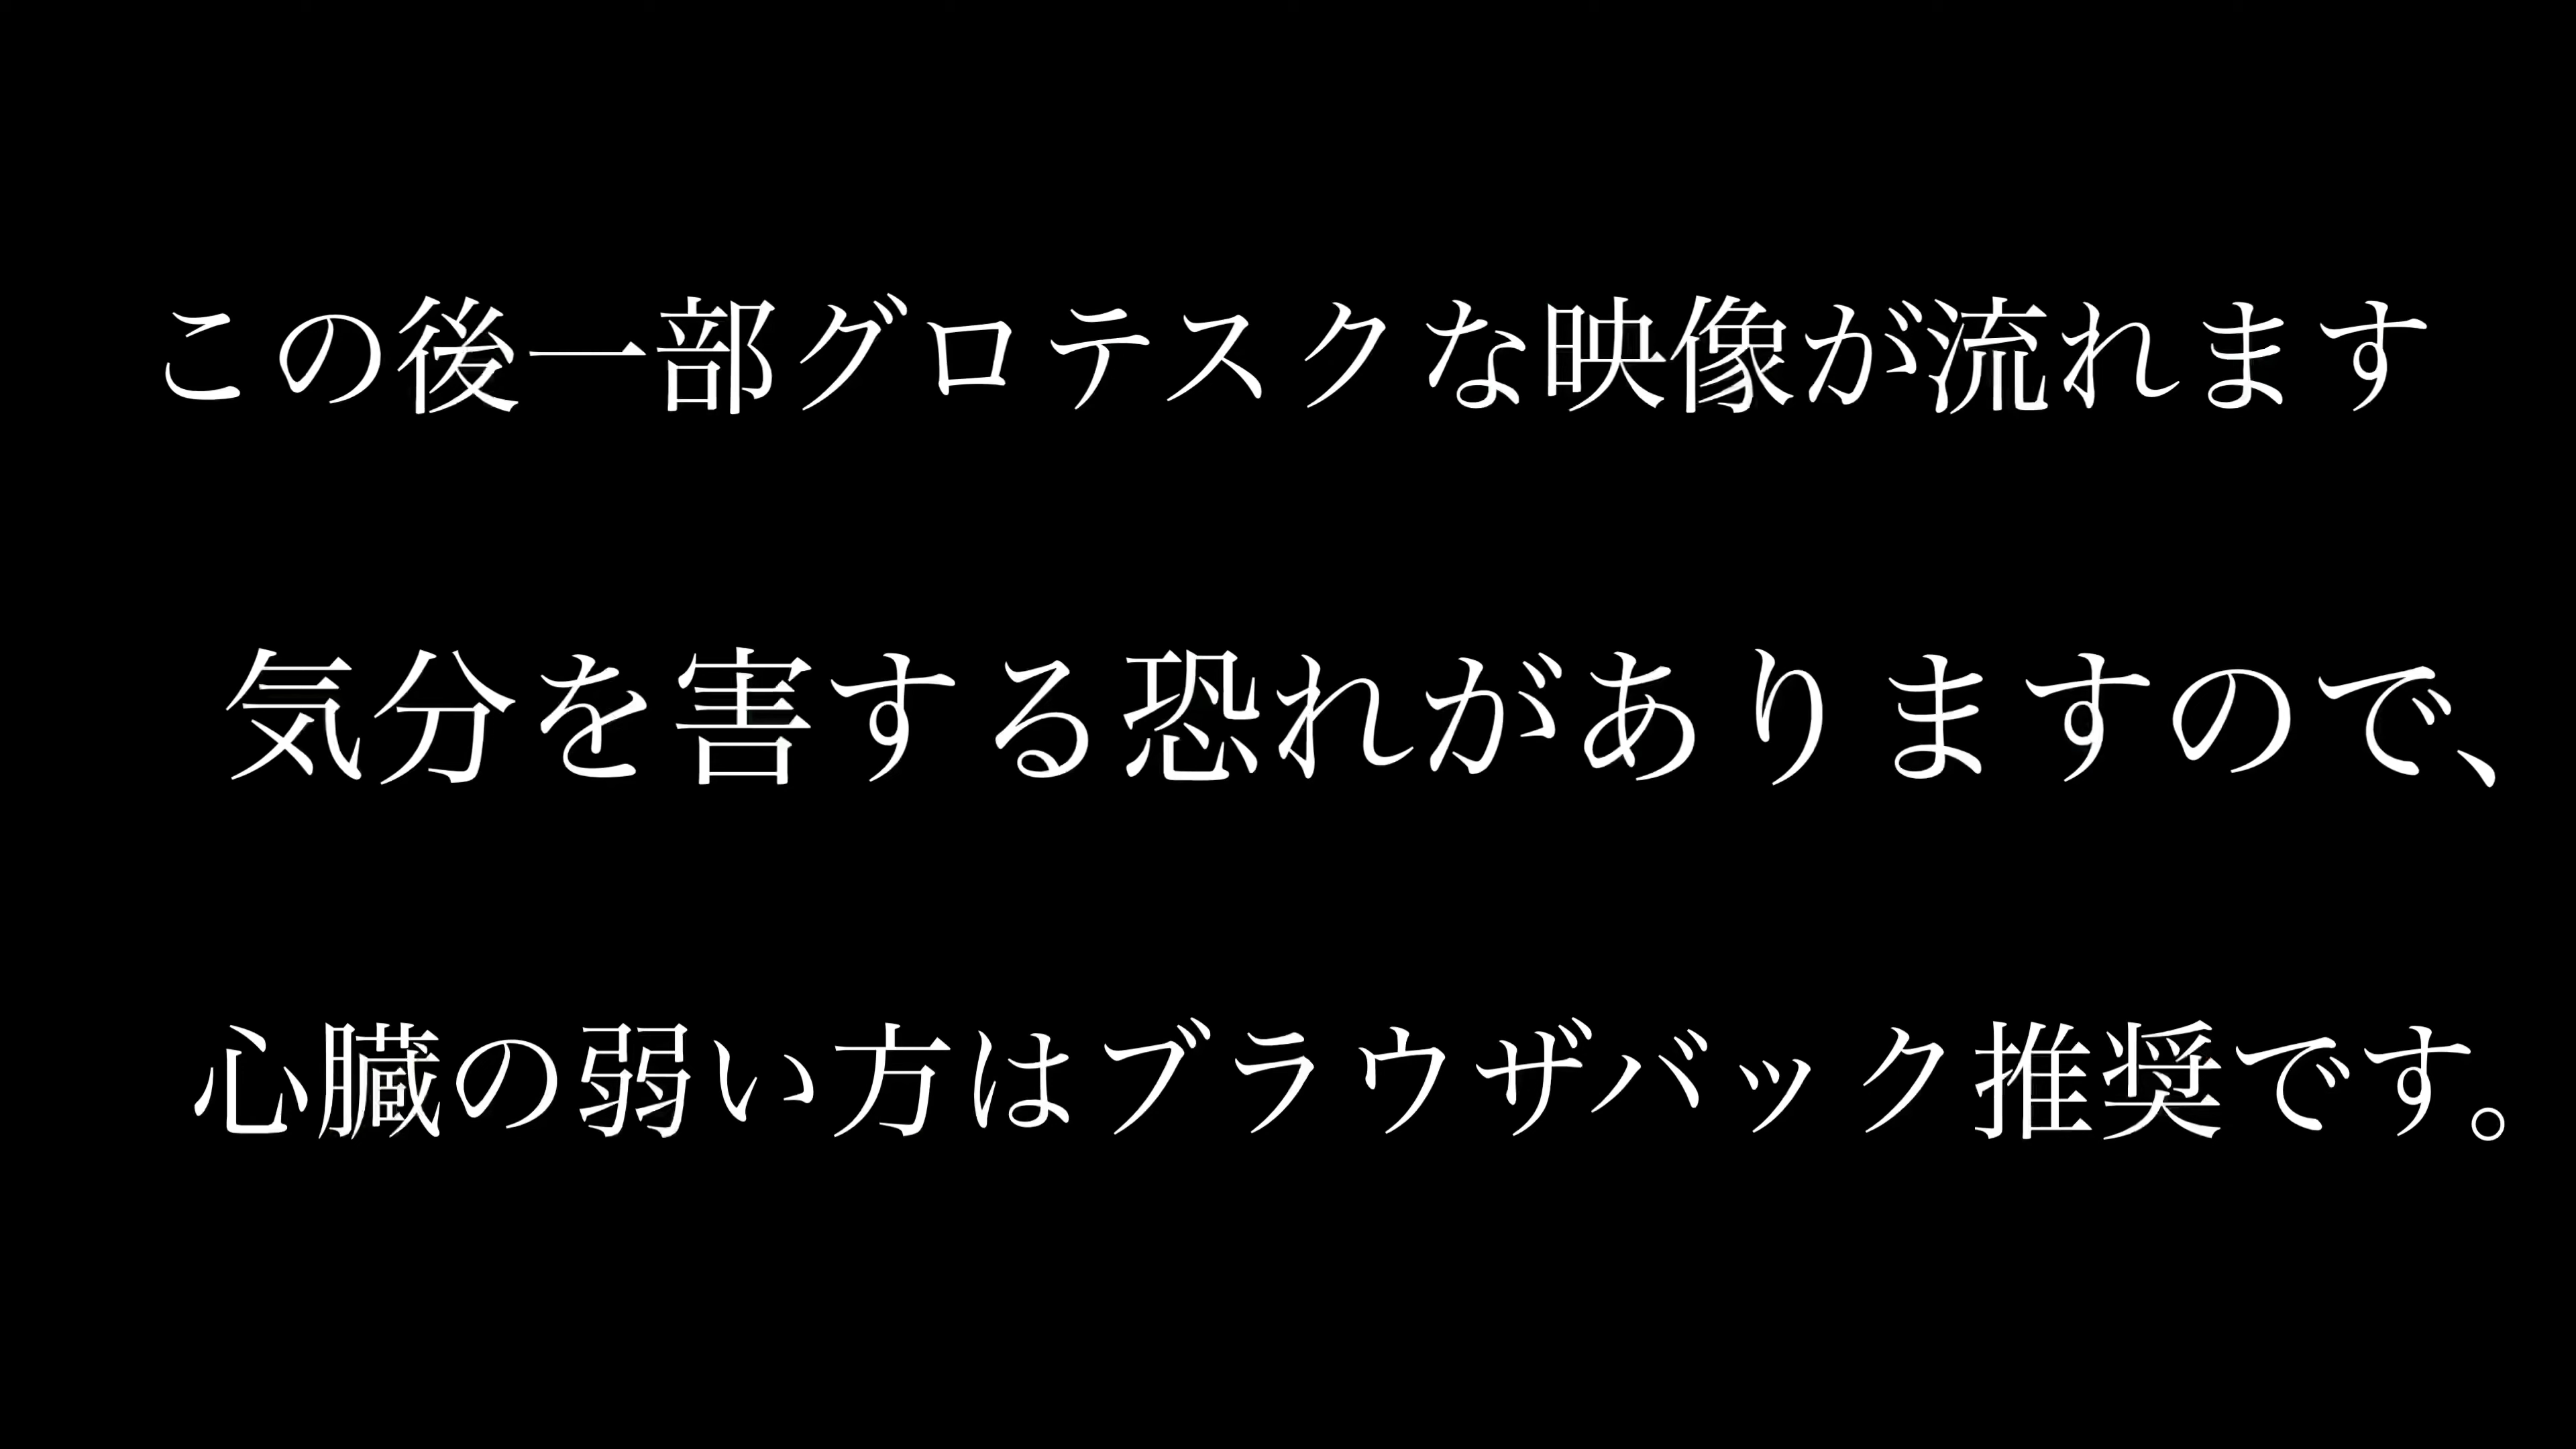 この後一部グロテスクな映像が流れます
気分を害する恐れがありますので、
心臓の弱い方はブラウザバック推奨です。